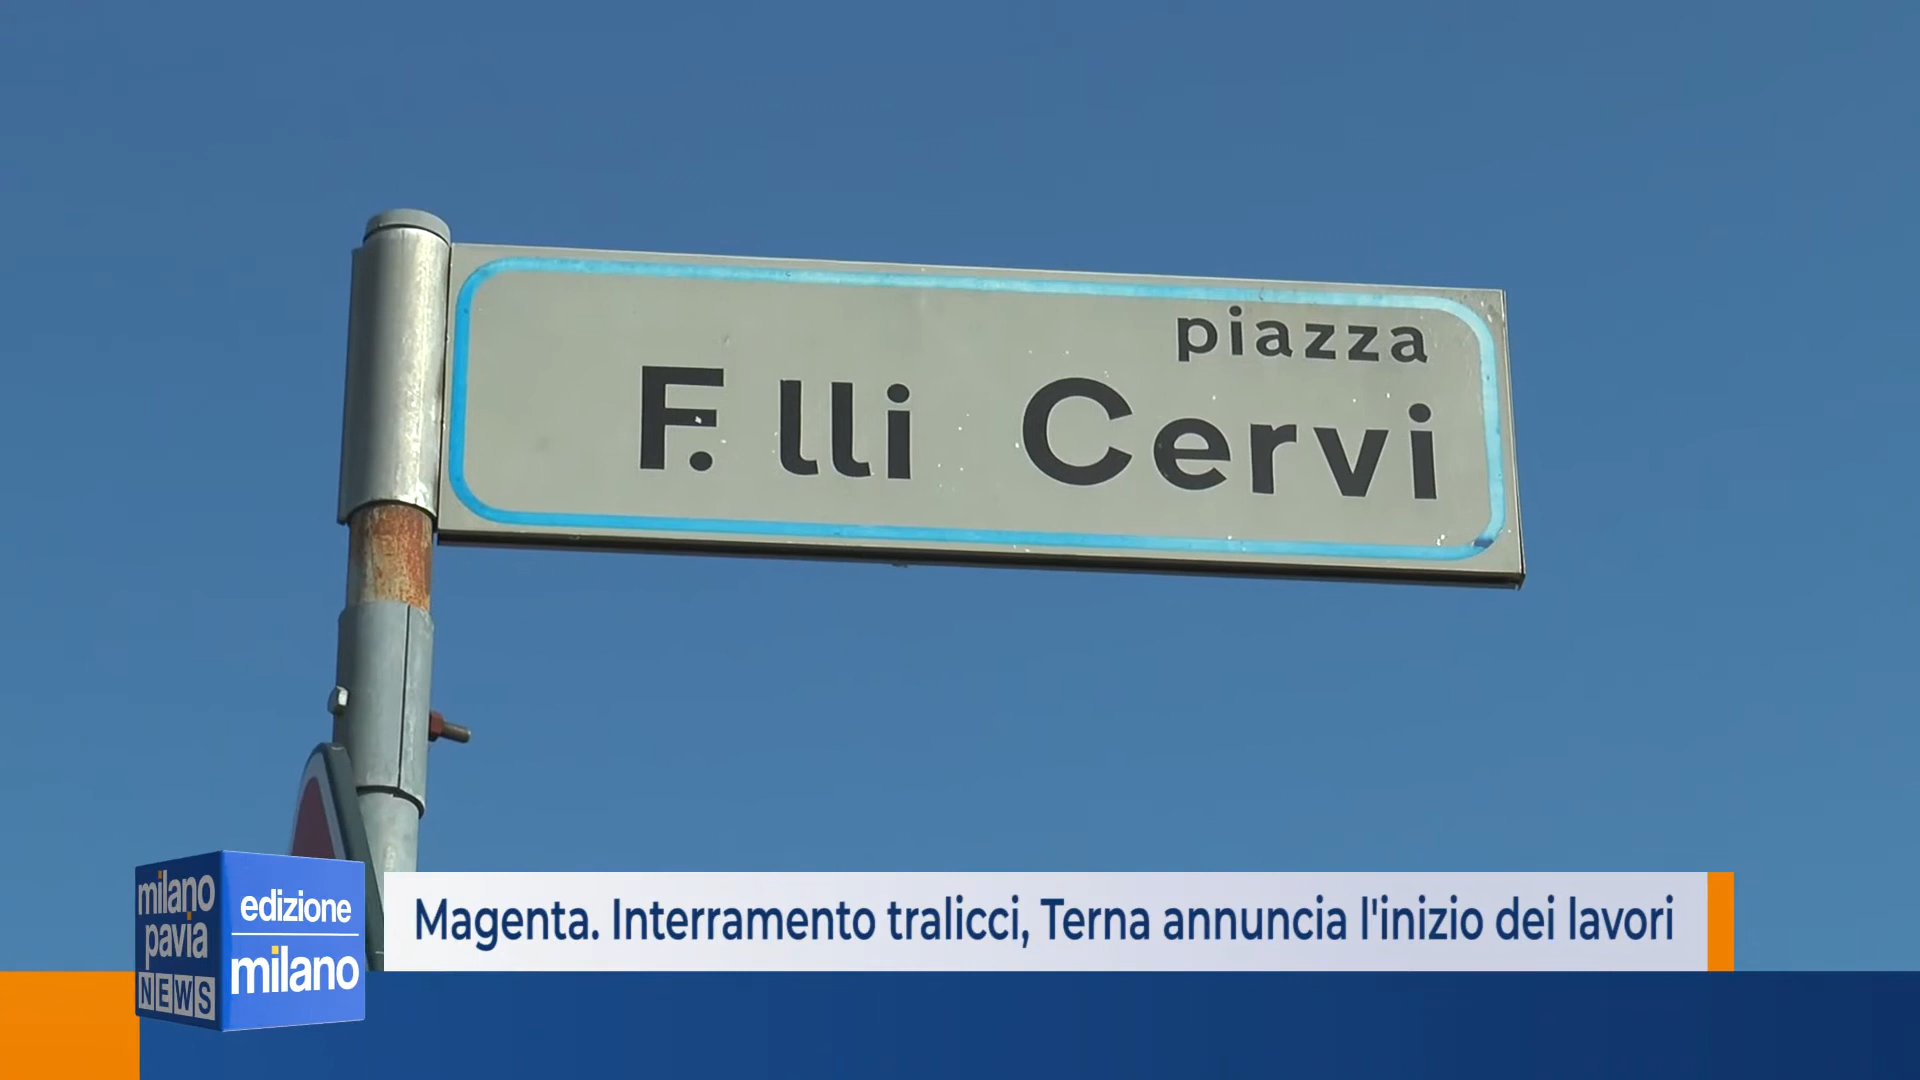 piazza
F. lli Cervi
Magenta. Interramento tralicci, Terna annuncia l'inizio dei lavori
milano
pavia
NEWS
edizione
milano